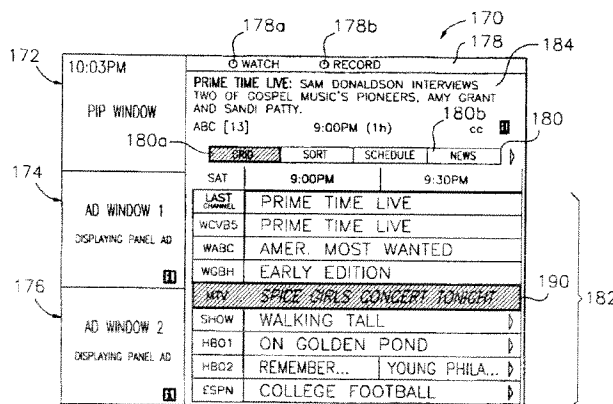 170
178a
178b
172
10:03PM
WATCH
RECORD
178
184
PIP WINDOW
PRIME TIME LIVE: SAM DONALDSON INTERVIEWS
TWO OF GOSPEL MUSIC'S PIONEERS, AMY GRANT
AND SANDI PATTY.
180b
ABC [13]
9:00PM (1h)
CC
180a
180
GRID
SORT
SCHEDULE
NEWS
174
SAT
9:00PM
9:30PM
AD WINDOW 1
DISPLAYING PANEL AD
LAST CHANNEL
PRIME TIME LIVE
WCVB5
PRIME TIME LIVE
WABC
AMER. MOST WANTED
WGBH
EARLY EDITION
176
MTV
SPICE GIRLS CONCERT TONIGHT
190
182
AD WINDOW 2
DISPLAYING PANEL AD
SHOW
WALKING TALL
HBO1
ON GOLDEN POND
HBO2
REMEMBER...
YOUNG PHILA...
ESPN
COLLEGE FOOTBALL